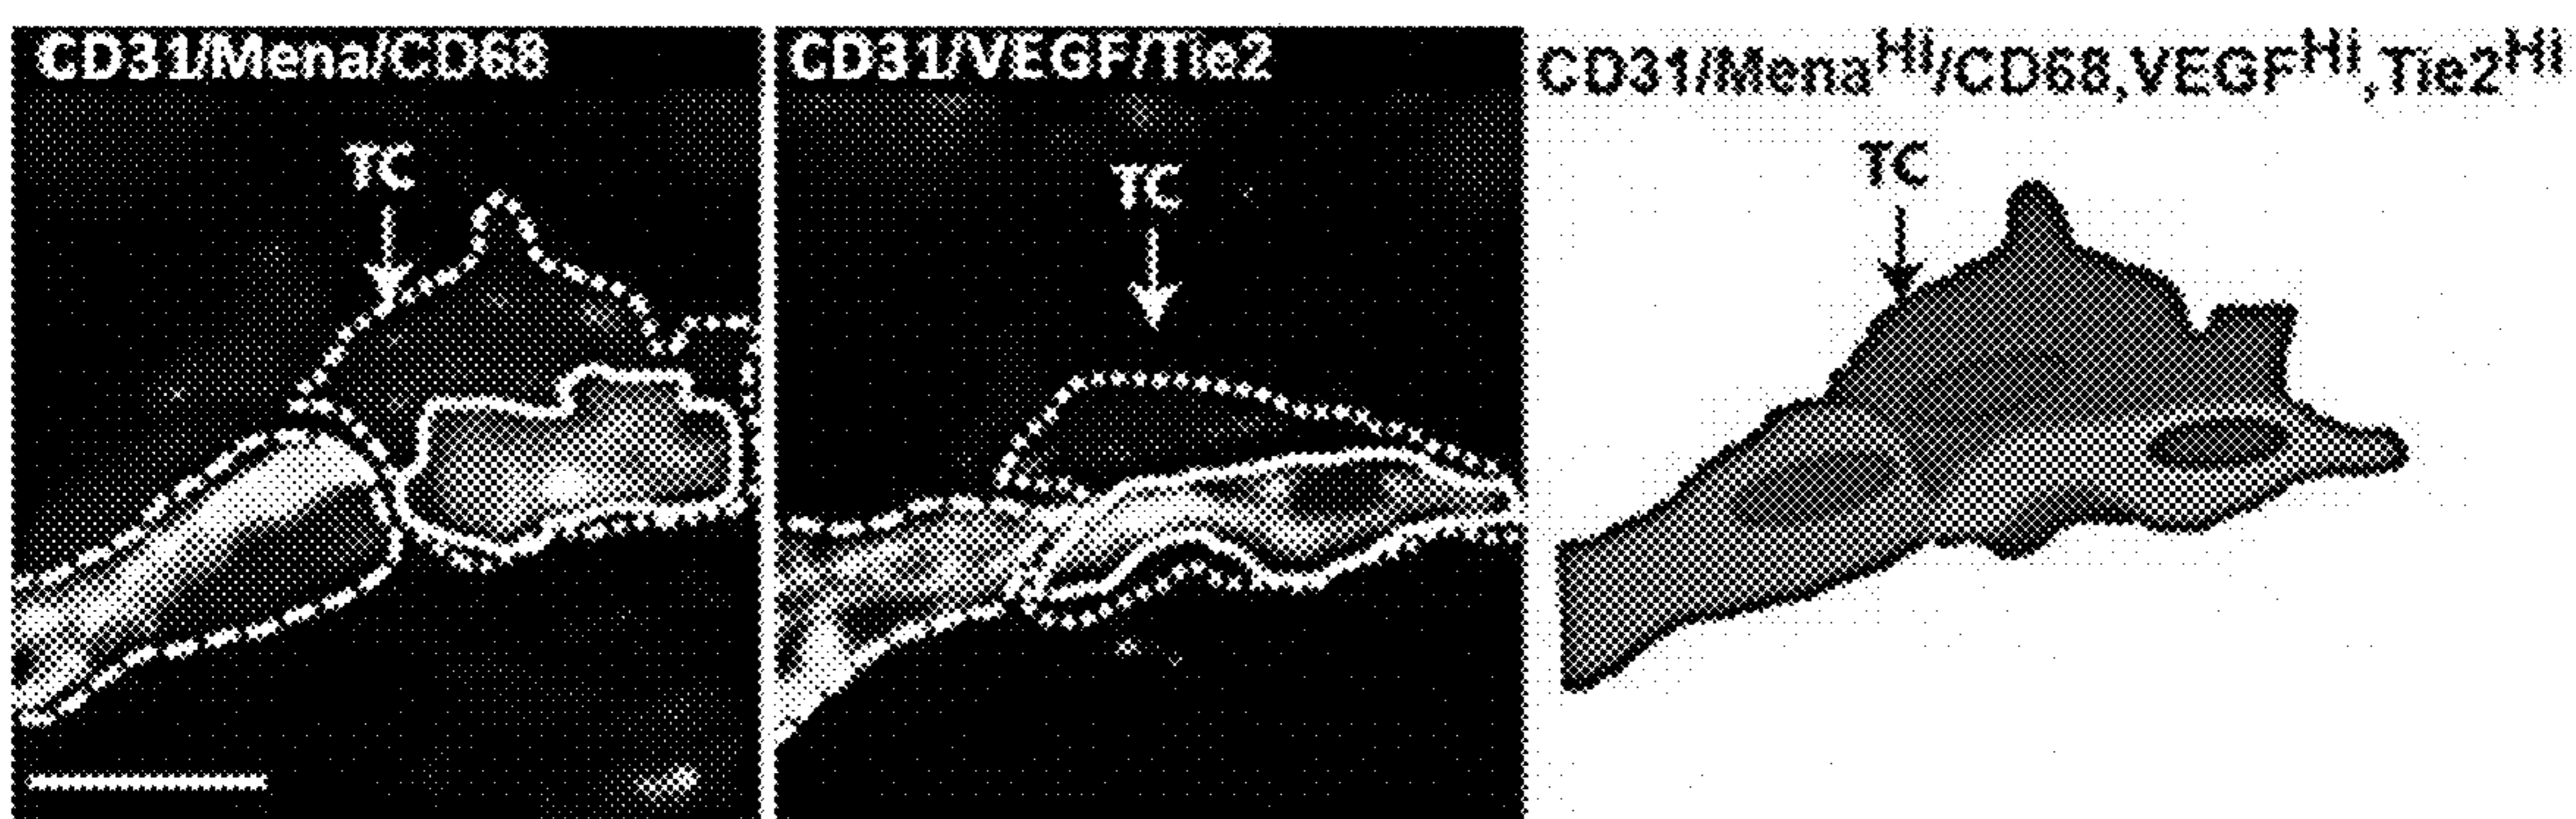 CD31/Mena/CD68
TC
CD31/VEGF/Tie2
TC
CD31/Mena^Hi/CD68,VEGF^Hi,Tie2^Hi
TC